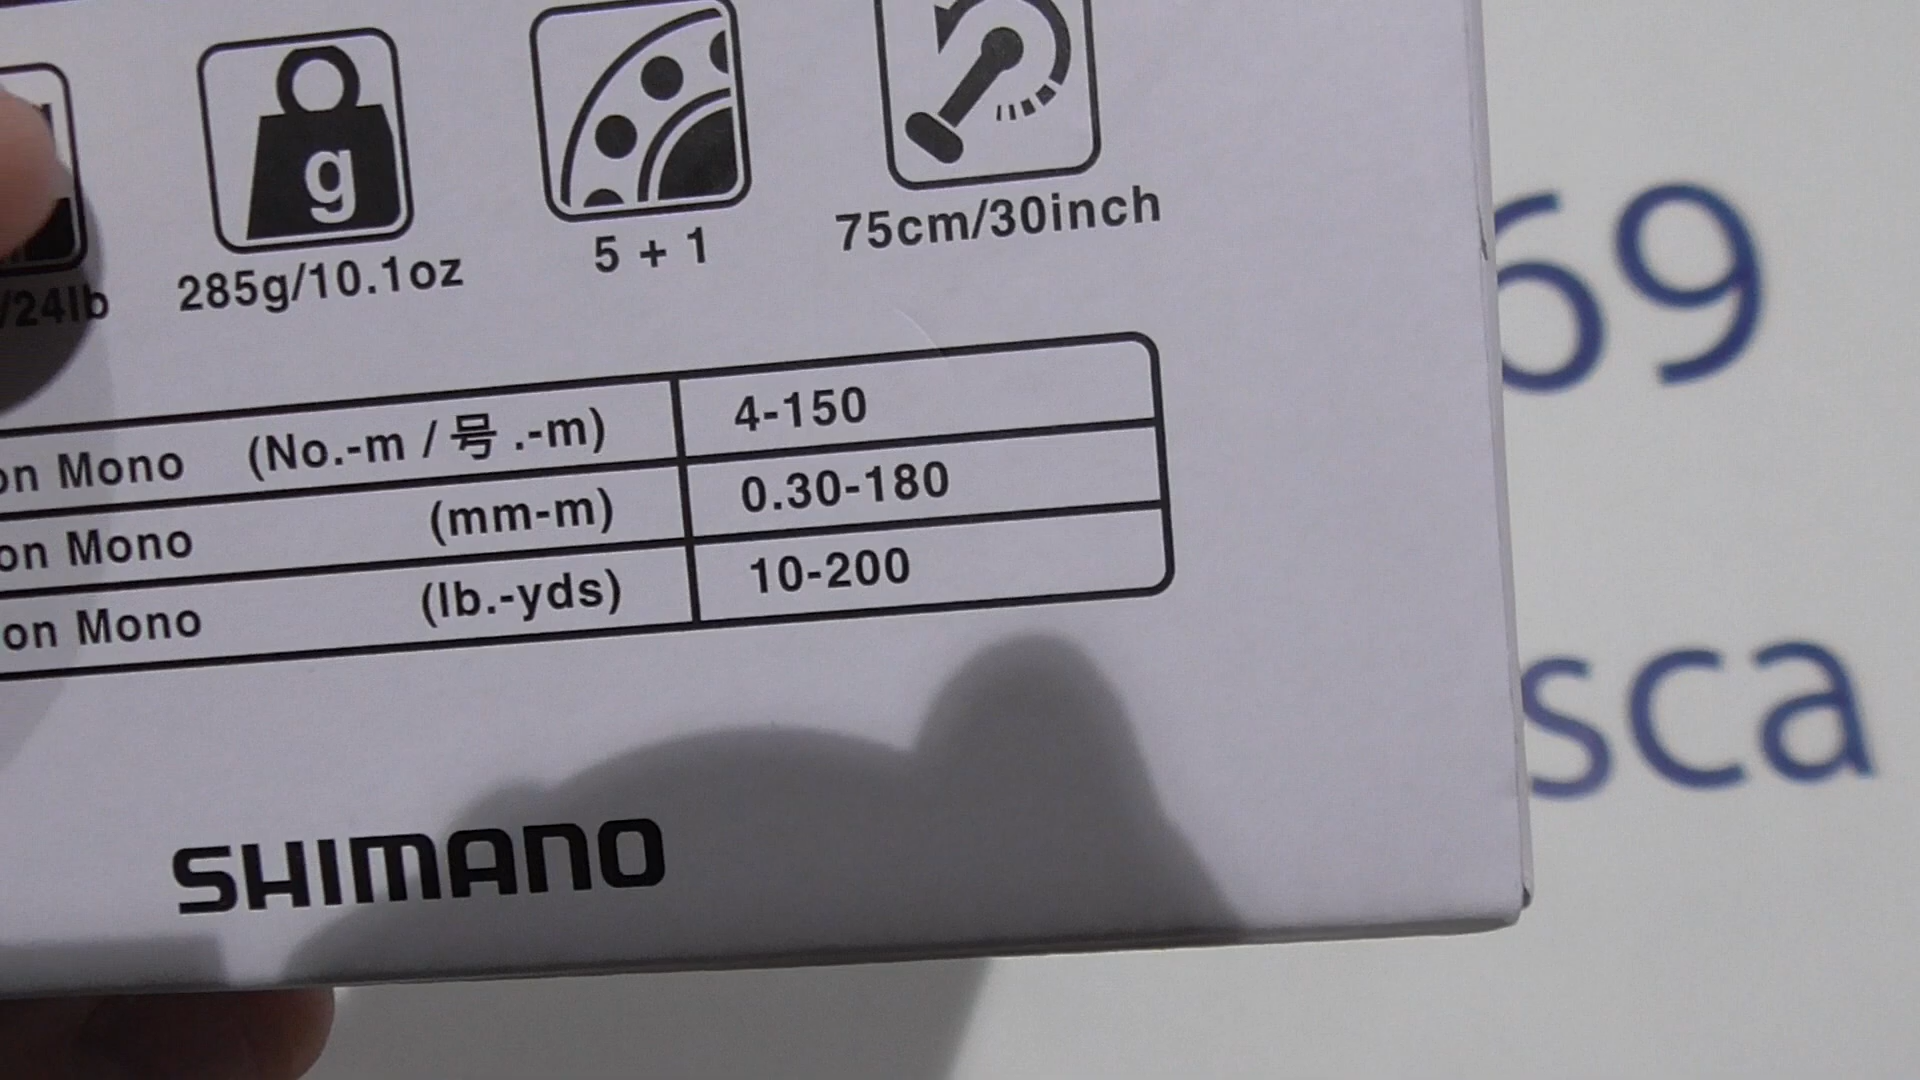 g
/24lb
285g/10.1oz
5 + 1
75cm/30inch
on Mono (No.-m / 号.-m) 4-150
on Mono (mm-m) 0.30-180
on Mono (lb.-yds) 10-200
SHIMANO
69
sca